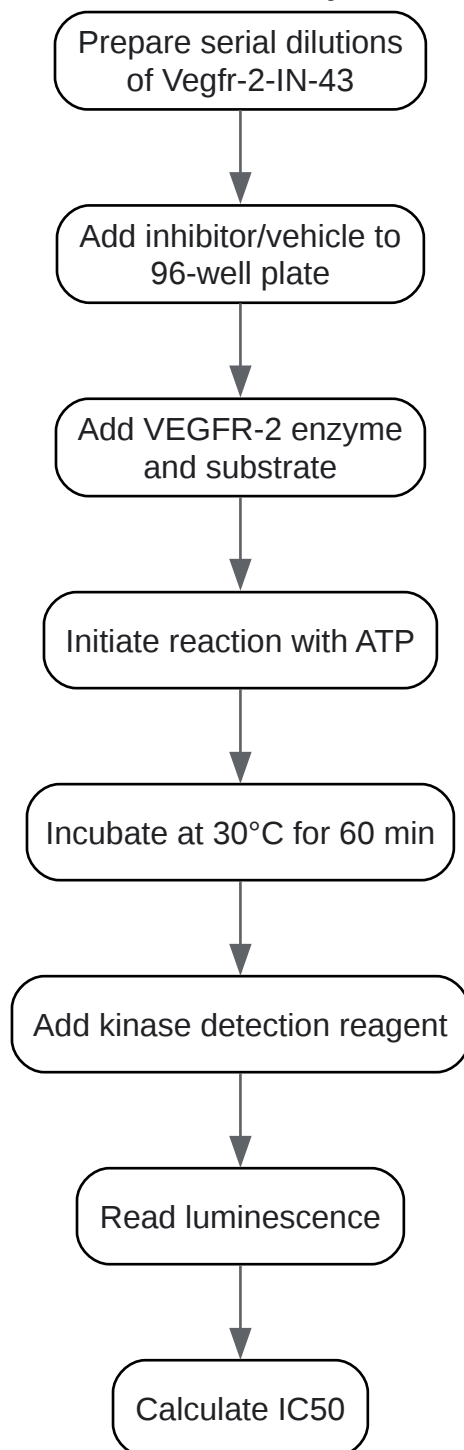 Prepare serial dilutions
of Vegfr-2-IN-43
Add inhibitor/vehicle to
96-well plate
Add VEGFR-2 enzyme
and substrate
Initiate reaction with ATP
Incubate at 30°C for 60 min
Add kinase detection reagent
Read luminescence
Calculate IC50